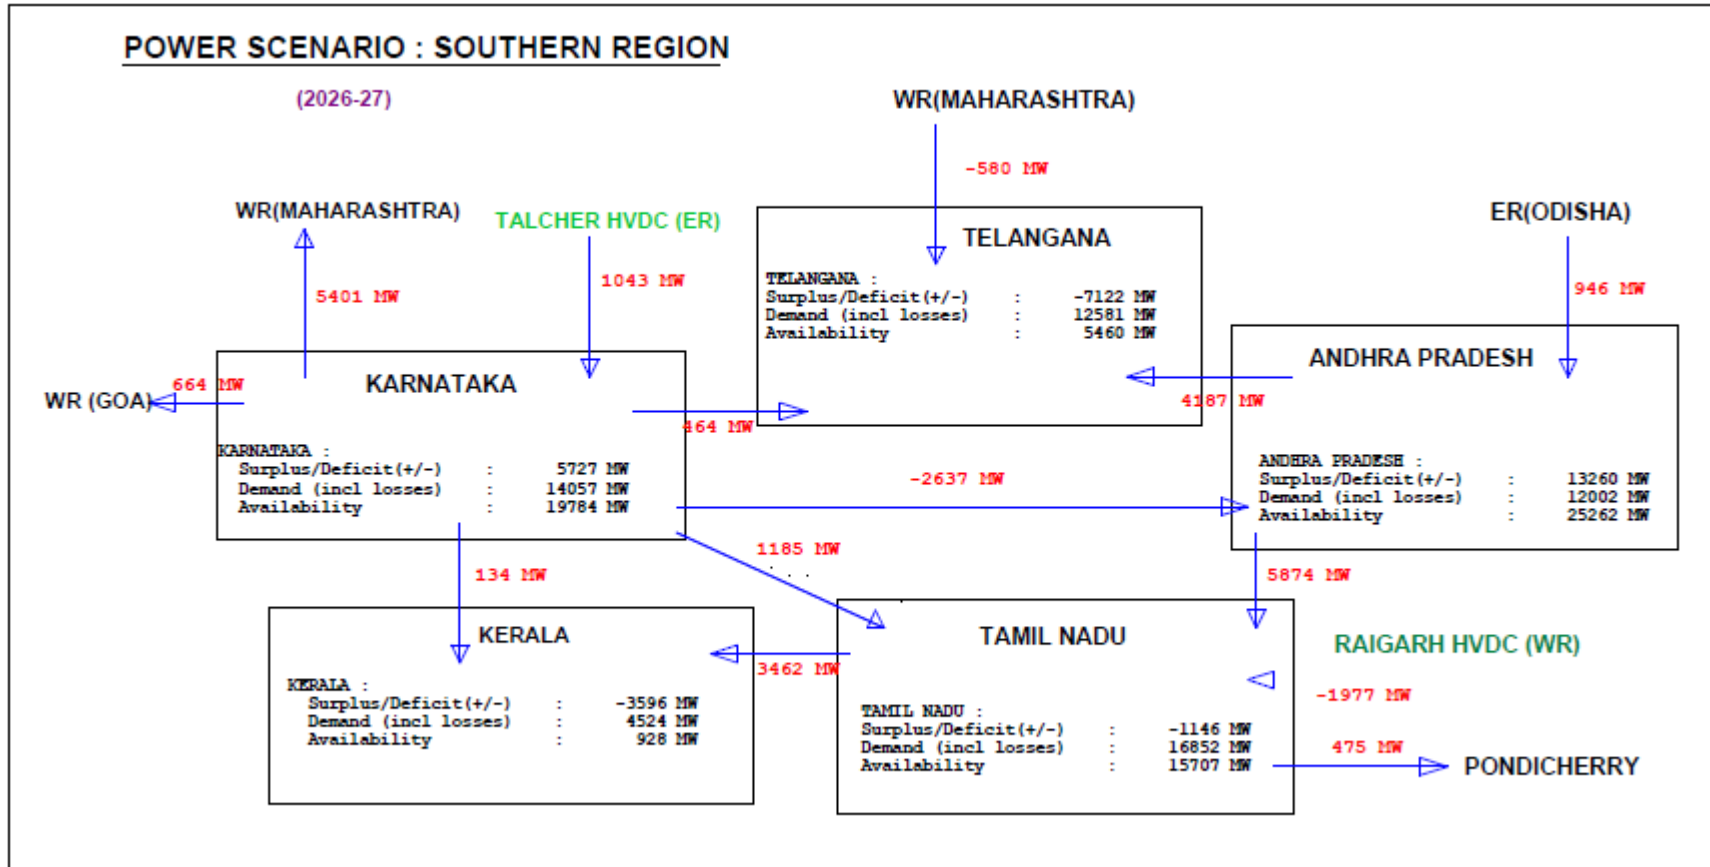 POWER SCENARIO : SOUTHERN REGION
(2026-27)
WR(MAHARASHTRA)
-580 MW
WR(MAHARASHTRA)
TALCHER HVDC (ER)
ER(ODISHA)
5401 MW
1043 MW
946 MW
TELANGANA
TELANGANA :
Surplus/Deficit(+/-) : -7122 MW
Demand (incl losses) : 12581 MW
Availability : 5460 MW
WR (GOA)
664 MW
KARNATAKA
KARNATAKA :
Surplus/Deficit(+/-) : 5727 MW
Demand (incl losses) : 14057 MW
Availability : 19784 MW
464 MW
4187 MW
ANDHRA PRADESH
ANDHRA PRADESH :
Surplus/Deficit(+/-) : 13260 MW
Demand (incl losses) : 12002 MW
Availability : 25262 MW
-2637 MW
134 MW
1185 MW
5874 MW
KERALA
KERALA :
Surplus/Deficit(+/-) : -3596 MW
Demand (incl losses) : 4524 MW
Availability : 928 MW
3462 MW
TAMIL NADU
TAMIL NADU :
Surplus/Deficit(+/-) : -1146 MW
Demand (incl losses) : 16852 MW
Availability : 15707 MW
RAIGARH HVDC (WR)
-1977 MW
475 MW
PONDICHERRY